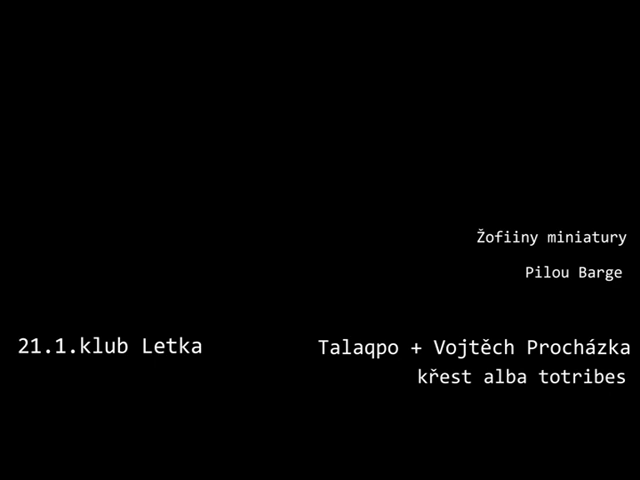 Žofiiny miniatury
Pilou Barge
21.1.klub Letka
Talaqpo + Vojtěch Procházka
křest alba totribes